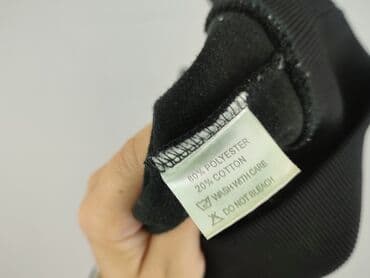 80% POLYESTER
20% COTTON
WASH WITH CARE
DO NOT BLEACH